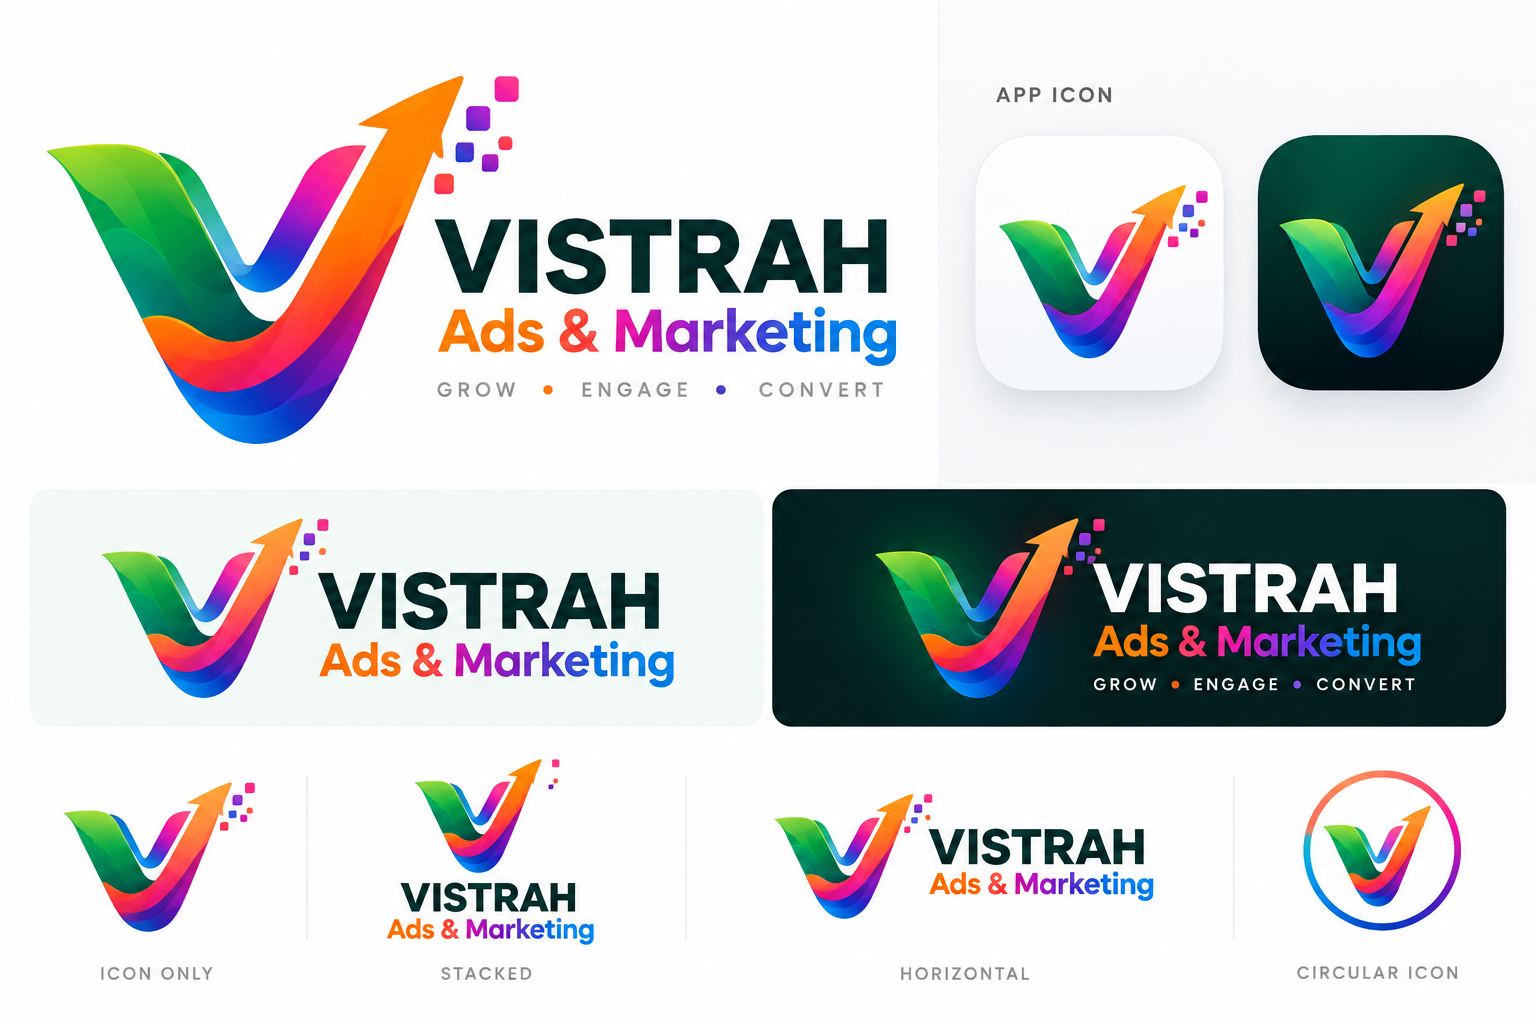 APP ICON
VISTRAH
Ads & Marketing
GROW • ENGAGE • CONVERT
VISTRAH
Ads & Marketing
VISTRAH
Ads & Marketing
GROW • ENGAGE • CONVERT
VISTRAH
Ads & Marketing
VISTRAH
Ads & Marketing
ICON ONLY
STACKED
HORIZONTAL
CIRCULAR ICON